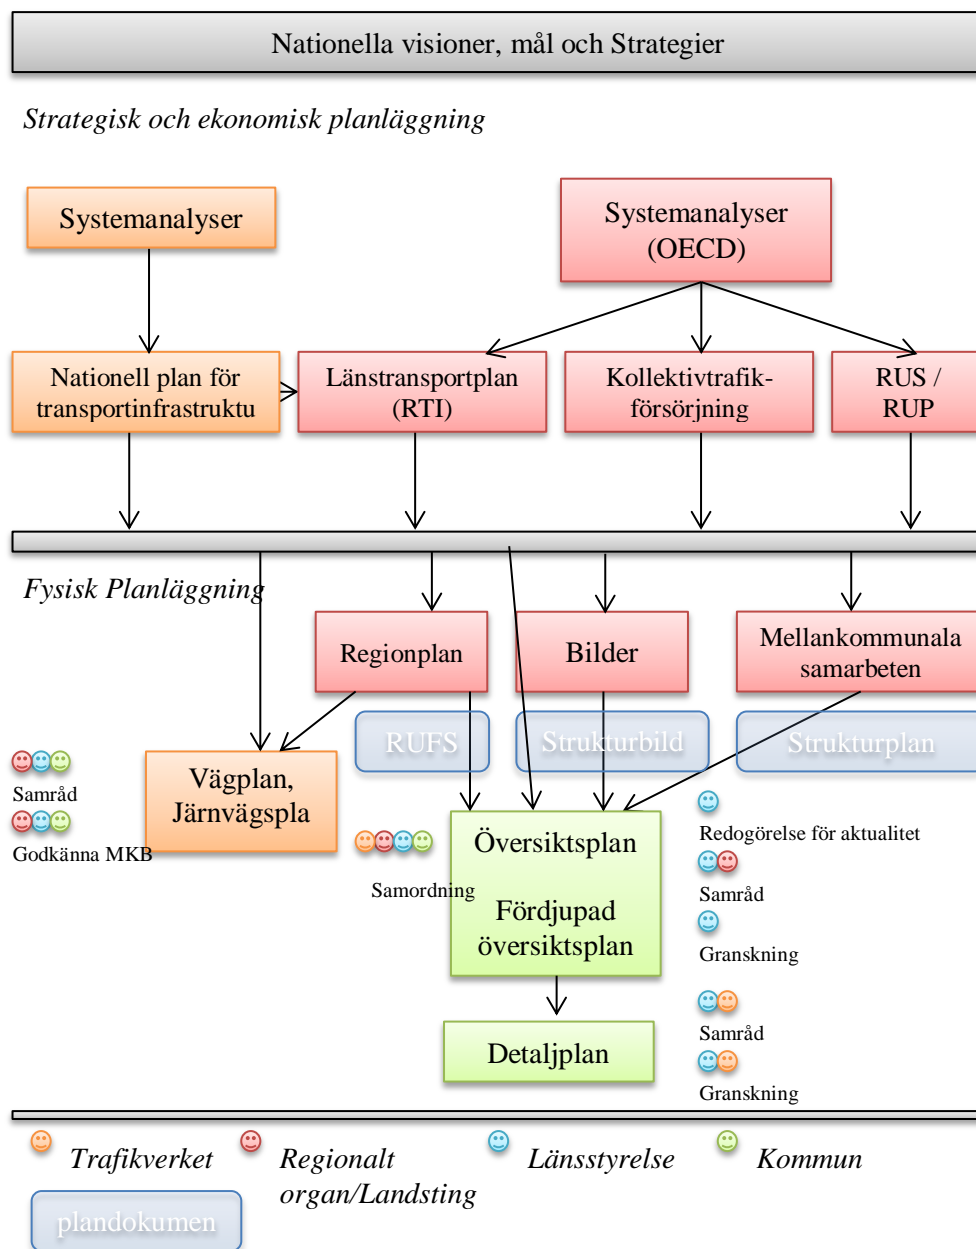 Nationella visioner, mål och Strategier
Strategisk och ekonomisk planläggning
Systemanalyser
Systemanalyser
(OECD)
Nationell plan för
transportinfrastruktu
Länstransportplan
(RTI)
Kollektivtrafik-
försörjning
RUS /
RUP
Fysisk Planläggning
Regionplan
Bilder
Mellankommunala
samarbeten
RUFS
Strukturbild
Strukturplan
Samråd
Godkänna MKB
Vägplan,
Järnvägspla
Samordning
Översiktsplan
Fördjupad
översiktsplan
Redogörelse för aktualitet
Samråd
Granskning
Detaljplan
Samråd
Granskning
Trafikverket
Regionalt
organ/Landsting
Länsstyrelse
Kommun
plandokumen